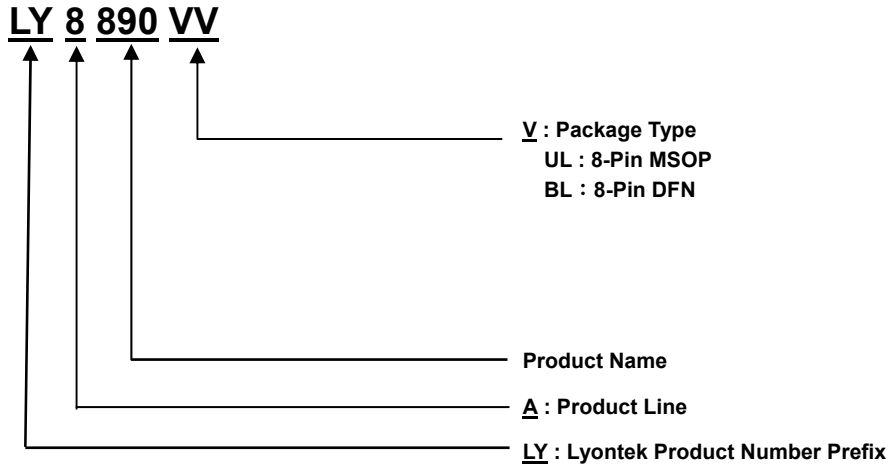 LY 8 890 VV
V : Package Type
UL : 8-Pin MSOP
BL：8-Pin DFN
Product Name
A : Product Line
LY : Lyontek Product Number Prefix